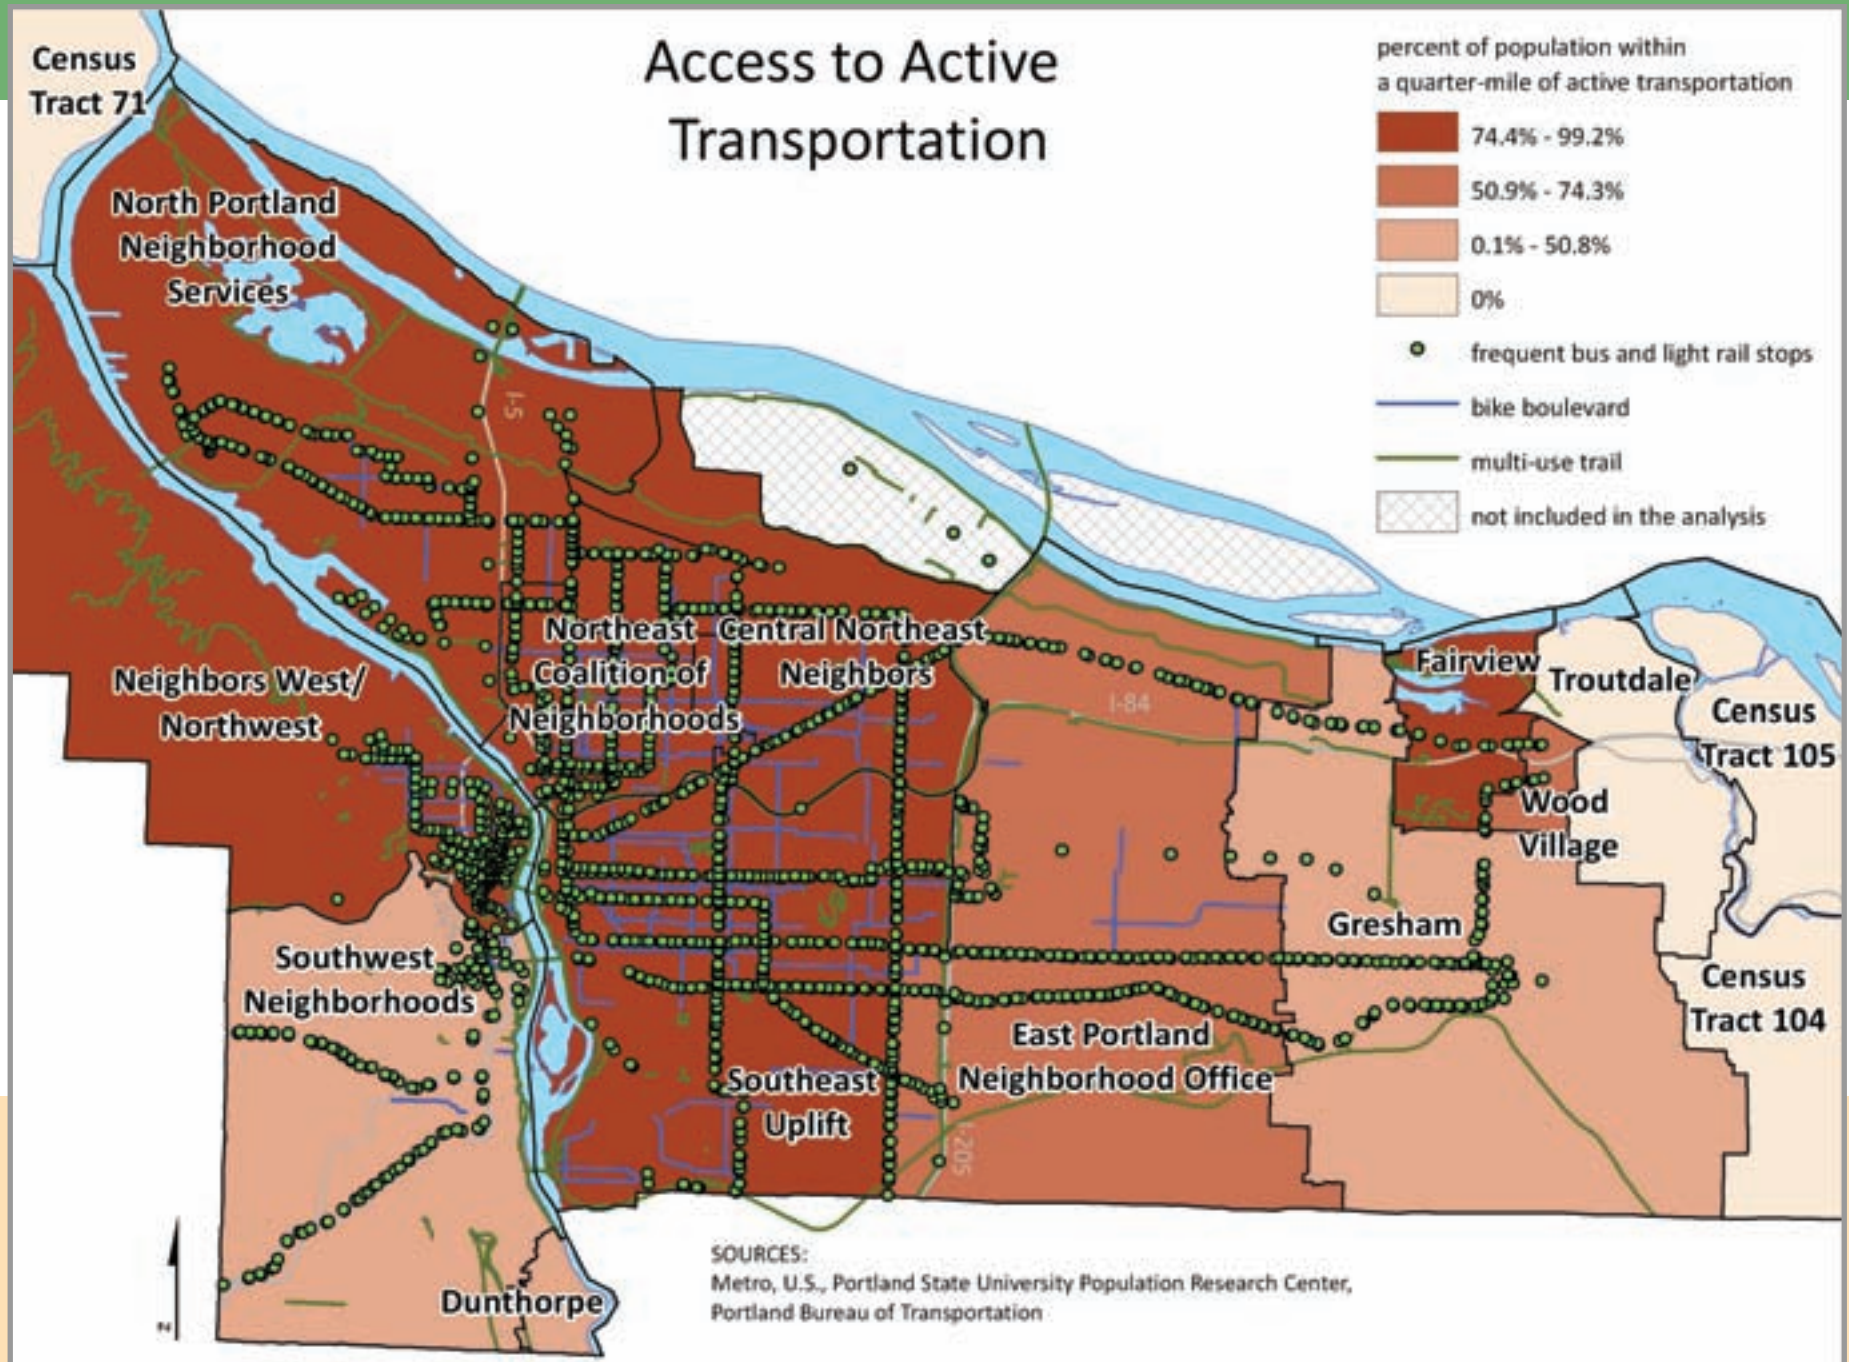 Access to Active
Transportation
percent of population within
a quarter-mile of active transportation
74.4% - 99.2%
50.9% - 74.3%
0.1% - 50.8%
0%
frequent bus and light rail stops
bike boulevard
multi-use trail
not included in the analysis
Census
Tract 71
North Portland
Neighborhood
Services
I-5
Neighbors West/
Northwest
Northeast
Coalition of
Neighborhoods
Central Northeast
Neighbors
I-84
Fairview
Troutdale
Census
Tract 105
Wood
Village
Gresham
Southwest
Neighborhoods
Census
Tract 104
East Portland
Neighborhood Office
Southeast
Uplift
I-205
Dunthorpe
N
SOURCES:
Metro, U.S., Portland State University Population Research Center,
Portland Bureau of Transportation